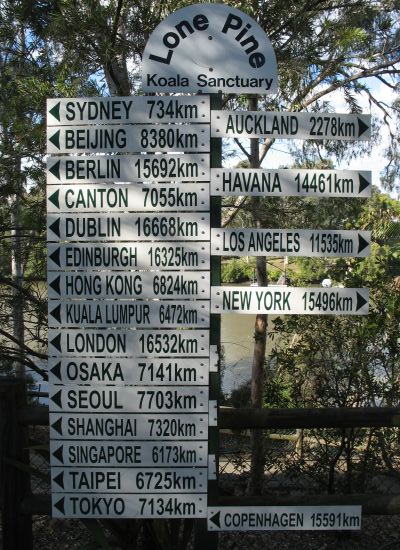 Lone Pine
Koala Sanctuary
SYDNEY 734km
BEIJING 8380km
BERLIN 15692km
CANTON 7055km
DUBLIN 16668km
EDINBURGH 16325km
HONG KONG 6824km
KUALA LUMPUR 6472km
LONDON 16532km
OSAKA 7141km
SEOUL 7703km
SHANGHAI 7320km
SINGAPORE 6173km
TAIPEI 6725km
TOKYO 7134km
AUCKLAND 2278km
HAVANA 14461km
LOS ANGELES 11535km
NEW YORK 15496km
COPENHAGEN 15591km